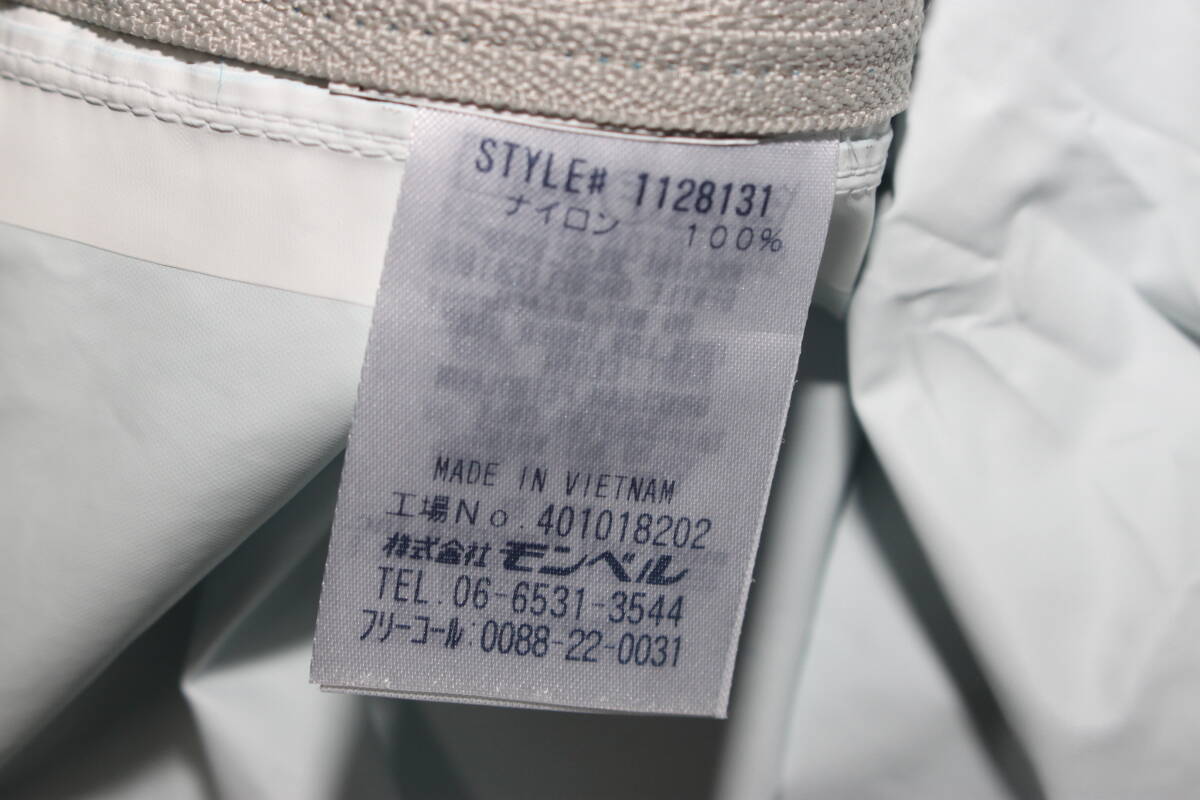 STYLE# 1128131
ナイロン 100%
MADE IN VIETNAM
工場No.401018202
株式会社モンベル
TEL.06-6531-3544
フリーコール:0088-22-0031